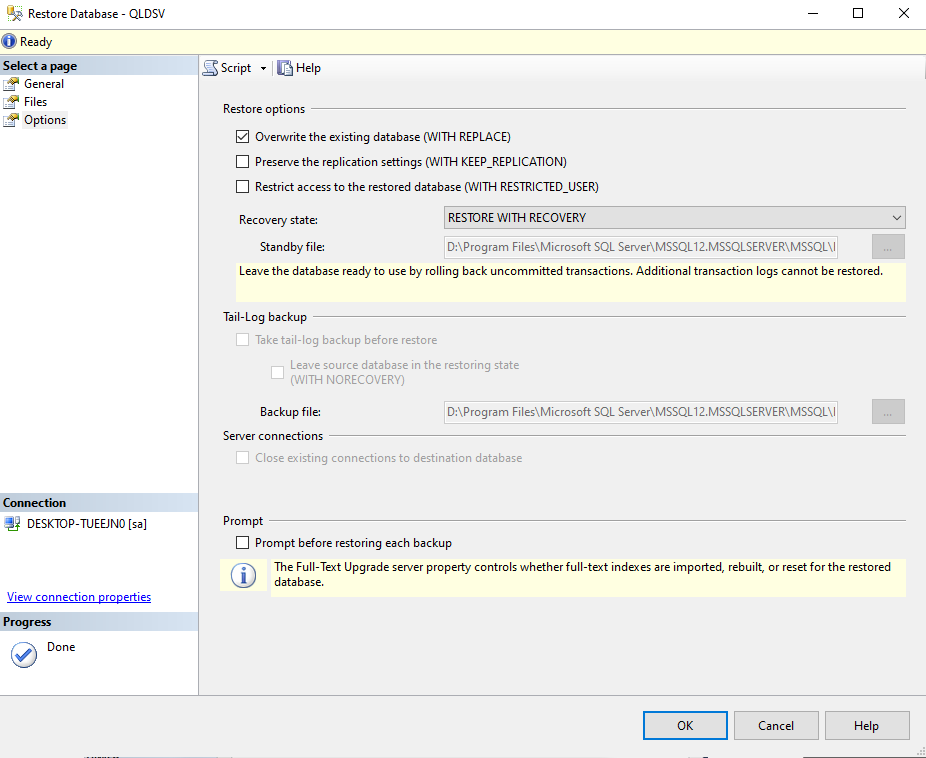 Restore Database - QLDSV
Ready
Select a page
General
Files
Options
Script
Help
Restore options
Overwrite the existing database (WITH REPLACE)
Preserve the replication settings (WITH KEEP_REPLICATION)
Restrict access to the restored database (WITH RESTRICTED_USER)
Recovery state:
RESTORE WITH RECOVERY
Standby file:
D:\Program Files\Microsoft SQL Server\MSSQL12.MSSQLSERVER\MSSQL\
...
Leave the database ready to use by rolling back uncommitted transactions. Additional transaction logs cannot be restored.
Tail-Log backup
Take tail-log backup before restore
Leave source database in the restoring state
(WITH NORECOVERY)
Backup file:
D:\Program Files\Microsoft SQL Server\MSSQL12.MSSQLSERVER\MSSQL\
...
Server connections
Close existing connections to destination database
Prompt
Prompt before restoring each backup
The Full-Text Upgrade server property controls whether full-text indexes are imported, rebuilt, or reset for the restored
database.
Connection
DESKTOP-TUEEJN0 [sa]
View connection properties
Progress
Done
OK
Cancel
Help